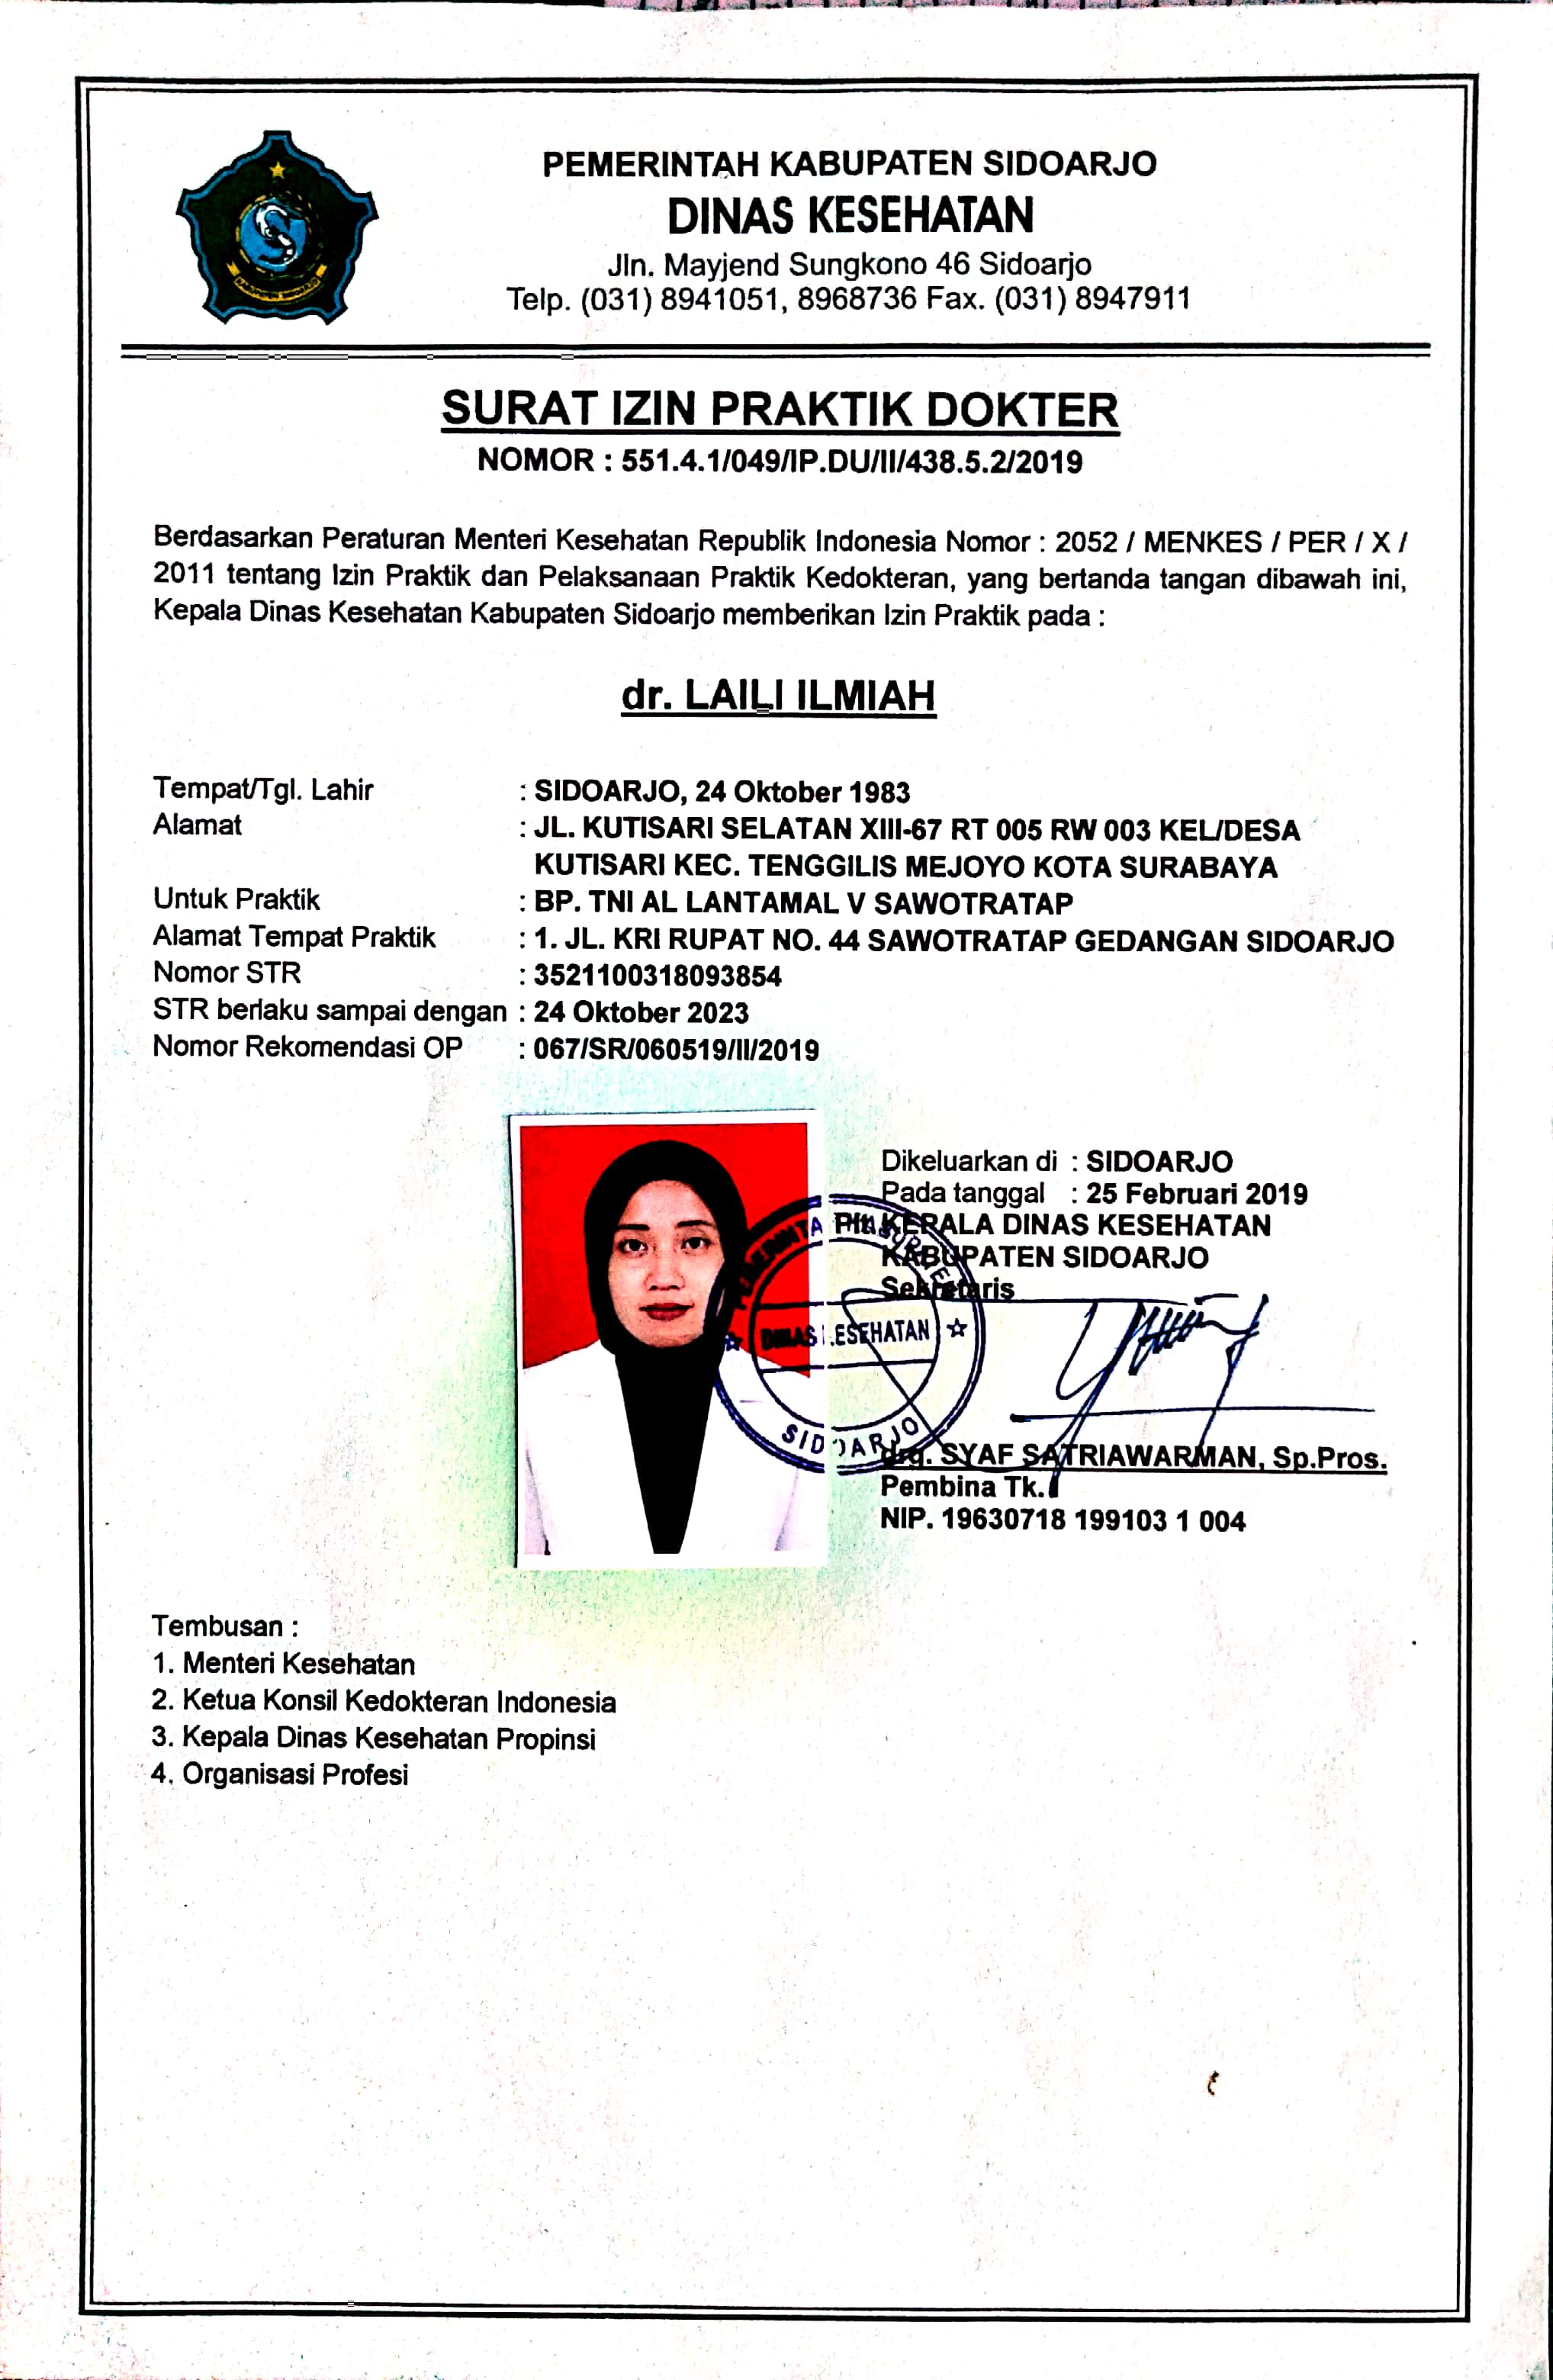 PEMERINTAH KABUPATEN SIDOARJO
DINAS KESEHATAN
Jln. Mayjend Sungkono 46 Sidoarjo
Telp. (031) 8941051, 8968736 Fax. (031) 8947911
SURAT IZIN PRAKTIK DOKTER
NOMOR : 551.4.1/049/IP.DU/II/438.5.2/2019
Berdasarkan Peraturan Menteri Kesehatan Republik Indonesia Nomor : 2052 / MENKES / PER / X /
2011 tentang Izin Praktik dan Pelaksanaan Praktik Kedokteran, yang bertanda tangan dibawah ini,
Kepala Dinas Kesehatan Kabupaten Sidoarjo memberikan Izin Praktik pada :
dr. LAILI ILMIAH
Tempat/Tgl. Lahir : SIDOARJO, 24 Oktober 1983
Alamat : JL. KUTISARI SELATAN XIII-67 RT 005 RW 003 KEL/DESA
KUTISARI KEC. TENGGILIS MEJOYO KOTA SURABAYA
Untuk Praktik : BP. TNI AL LANTAMAL V SAWOTRATAP
Alamat Tempat Praktik : 1. JL. KRI RUPAT NO. 44 SAWOTRATAP GEDANGAN SIDOARJO
Nomor STR : 3521100318093854
STR berlaku sampai dengan : 24 Oktober 2023
Nomor Rekomendasi OP : 067/SR/060519/II/2019
Dikeluarkan di : SIDOARJO
Pada tanggal : 25 Februari 2019
Plt. KEPALA DINAS KESEHATAN
KABUPATEN SIDOARJO
Sekretaris
DINAS KESEHATAN
SIDOARJO
drg. SYAF SATRIAWARMAN, Sp.Pros.
Pembina Tk.
NIP. 19630718 199103 1 004
Tembusan :
1. Menteri Kesehatan
2. Ketua Konsil Kedokteran Indonesia
3. Kepala Dinas Kesehatan Propinsi
4. Organisasi Profesi